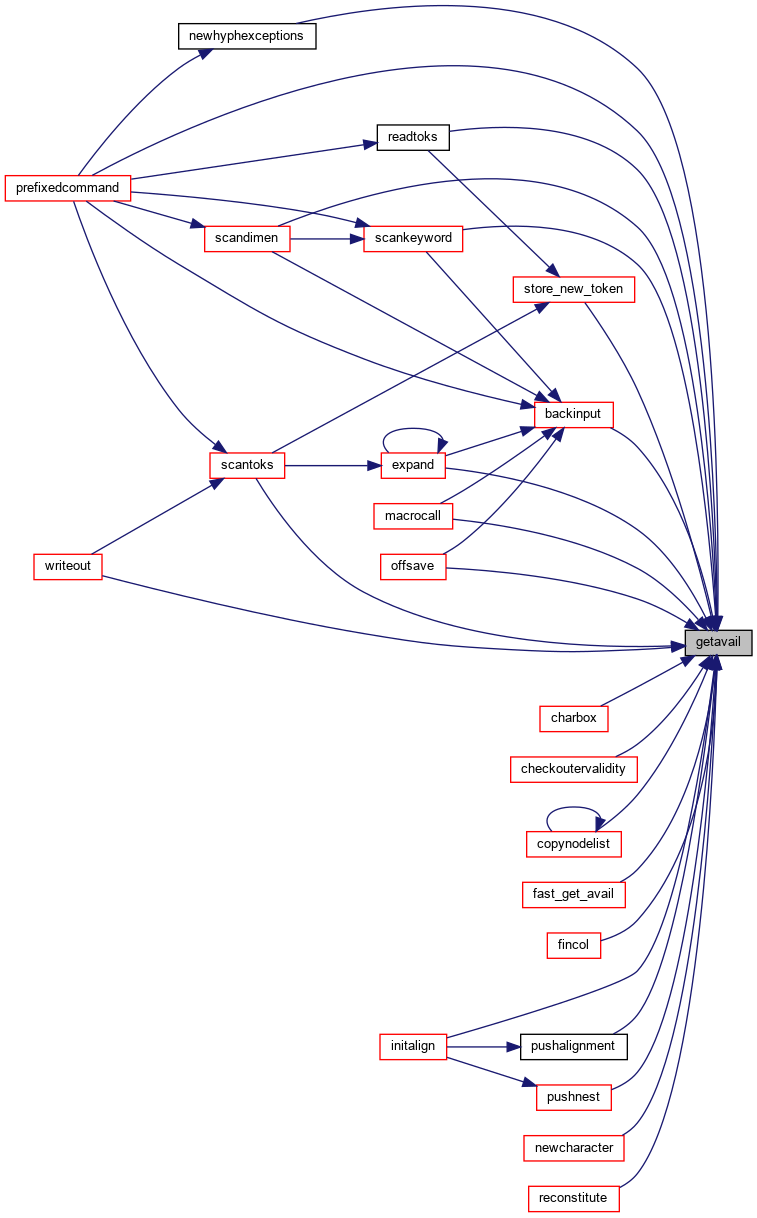 newhyphexceptions
readtoks
prefixedcommand
scandimen
scankeyword
store_new_token
backinput
scantoks
expand
macrocall
writeout
offsave
getavail
charbox
checkoutervalidity
copynodelist
fast_get_avail
fincol
initalign
pushalignment
pushnest
newcharacter
reconstitute